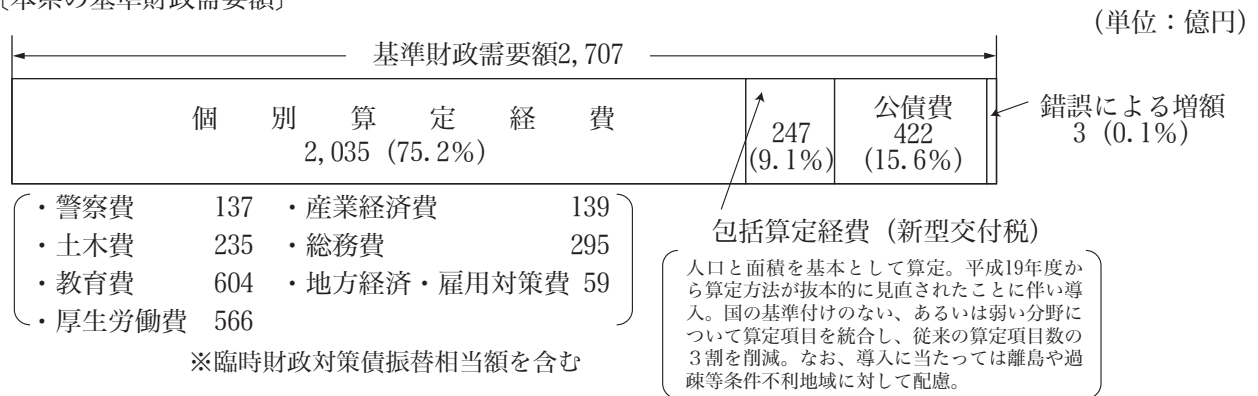 〔本県の基準財政需要額〕
(単位：億円)
基準財政需要額2,707
個別算定経費
2,035 (75.2%)
247
(9.1%)
公債費
422
(15.6%)
錯誤による増額
3 (0.1%)
・警察費 137 ・産業経済費 139
・土木費 235 ・総務費 295
・教育費 604 ・地方経済・雇用対策費 59
・厚生労働費 566
※臨時財政対策債振替相当額を含む
包括算定経費（新型交付税）
人口と面積を基本として算定。平成19年度か
ら算定方法が抜本的に見直されたことに伴い導
入。国の基準付けのない、あるいは弱い分野に
ついて算定項目を統合し、従来の算定項目数の
３割を削減。なお、導入に当たっては離島や過
疎等条件不利地域に対して配慮。